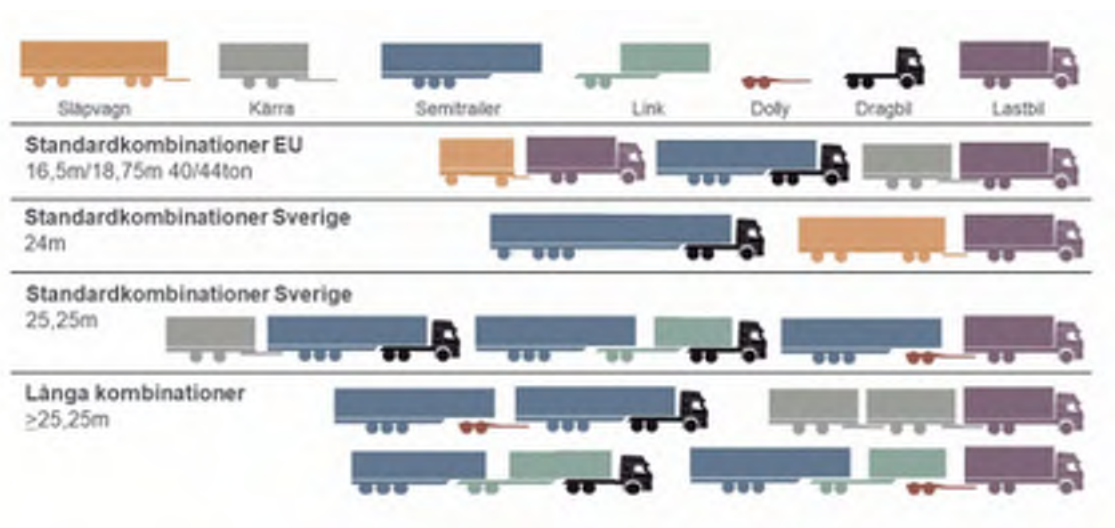 Släpvagn Kärra Semitrailer Link Dolly Dragbil Lastbil
Standardkombinationer EU
16,5m/18,75m 40/44ton
Standardkombinationer Sverige
24m
Standardkombinationer Sverige
25,25m
Långa kombinationer
≥25,25m